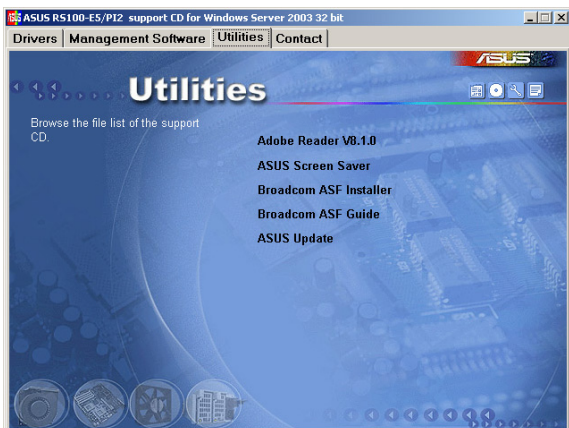 ASUS RS100-E5/PI2 support CD for Windows Server 2003 32 bit
Drivers Management Software Utilities Contact
ASUS
Utilities
Browse the file list of the support
CD.
Adobe Reader V8.1.0
ASUS Screen Saver
Broadcom ASF Installer
Broadcom ASF Guide
ASUS Update